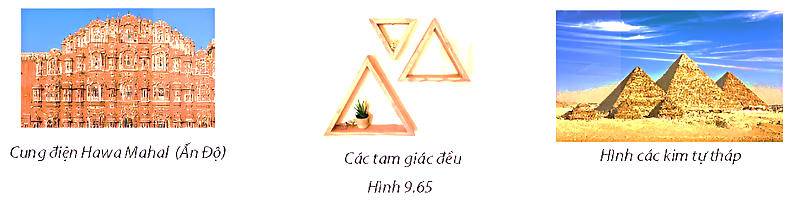 Cung điện Hawa Mahal (Ấn Độ)
Các tam giác đều
Hình các kim tự tháp
Hình 9.65